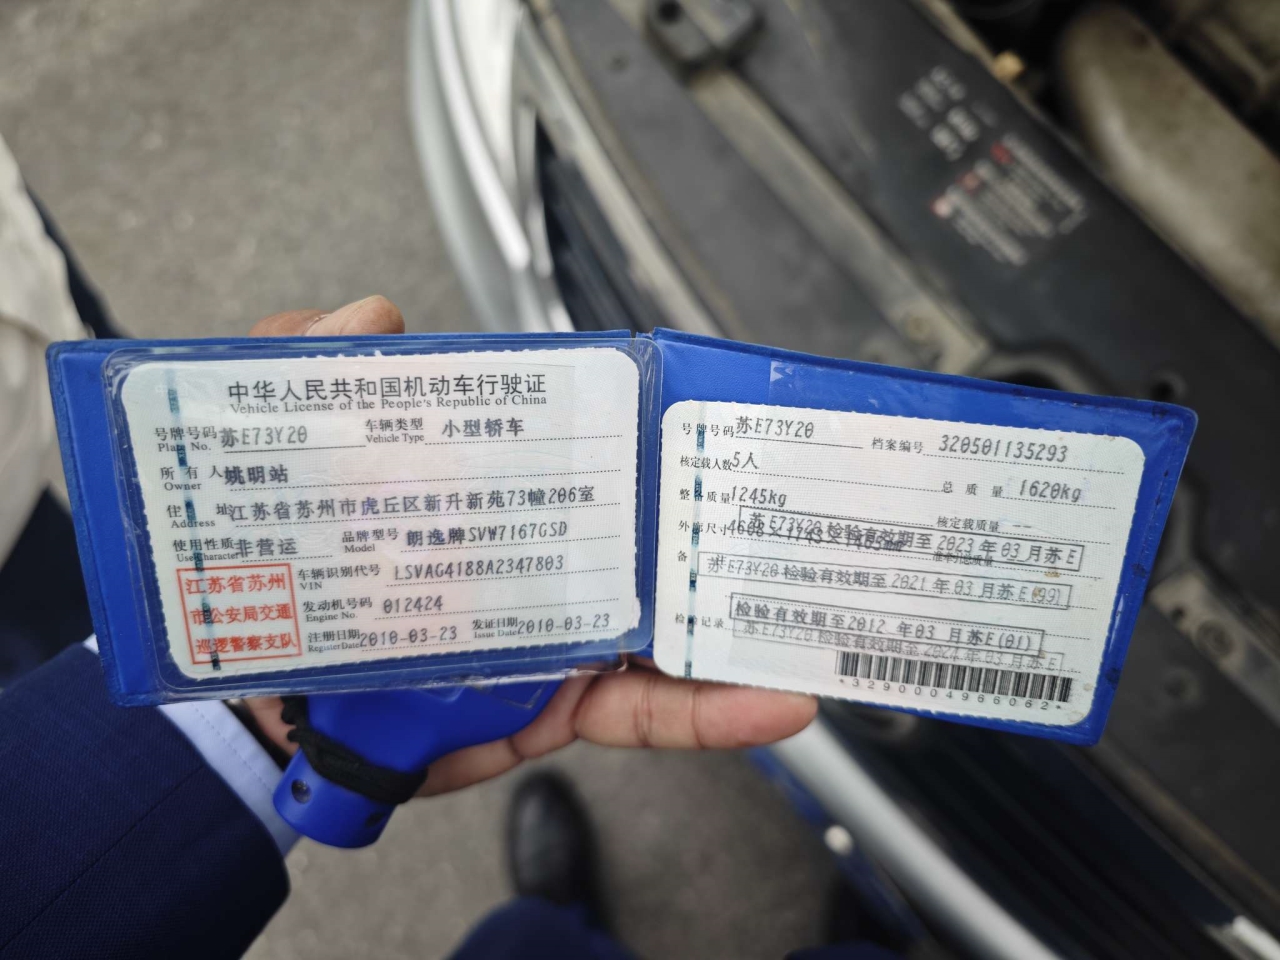 中华人民共和国机动车行驶证
Vehicle License of the People's Republic of China
号牌号码 苏E73Y20 车辆类型 小型轿车
Plate No. Vehicle Type
所有人 姚明站
Owner
住址 江苏省苏州市虎丘区新升新苑73幢206室
Address
使用性质 非营运 品牌型号 朗逸牌SVW7167GSD
Use Character Model
江苏省苏州
市公安局交通
巡逻警察支队
车辆识别代号 LSVAG4188A2347803
VIN
发动机号码 012424
Engine No.
注册日期 2010-03-23 发证日期 2010-03-23
Register Date Issue Date
号牌号码 苏E73Y20 档案编号 320501135293
核定载人数 5人 总质量 1620kg
整备质量 1245kg 核定载质量 --
外廓尺寸
苏E73Y20 检验有效期至 2023年03月苏E
备
苏E73Y20 检验有效期至 2021年03月苏E(99)
检验记录
检验有效期至2012年03月苏E(01)
苏E73Y20 检验有效期至 2024年03月苏E
*3290004966062*